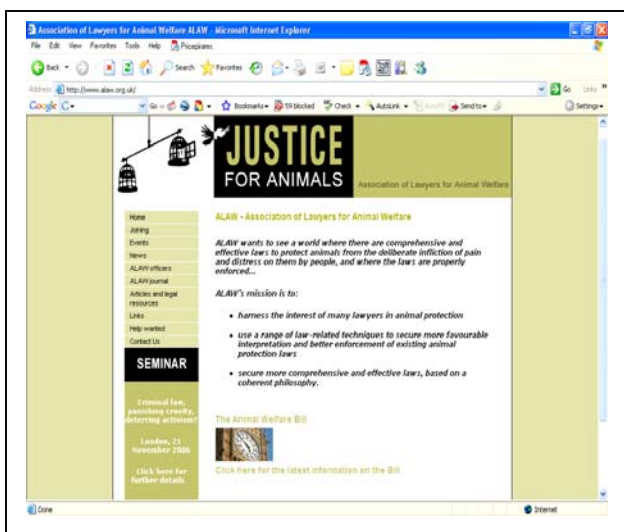 Association of Lawyers for Animal Welfare ALAW - Microsoft Internet Explorer
File Edit View Favorites Tools Help
Back Search Favorites
Address http://www.alaw.org.uk/ Go Links
Google G Go Bookmarks 59 blocked Check AutoLink AutoFill Send to Settings
JUSTICE
FOR ANIMALS
Association of Lawyers for Animal Welfare
Home
Joining
Events
News
ALAW officers
ALAW journal
Articles and legal
resources
Links
Help wanted
Contact Us
SEMINAR
Criminal law,
punishing cruelty,
deterring activism?
London, 21
November 2006
Click here for
further details
ALAW - Association of Lawyers for Animal Welfare
ALAW wants to see a world where there are comprehensive and
effective laws to protect animals from the deliberate infliction of pain
and distress on them by people, and where the laws are properly
enforced...
ALAW's mission is to:
• harness the interest of many lawyers in animal protection
• use a range of law-related techniques to secure more favourable
interpretation and better enforcement of existing animal
protection laws
• secure more comprehensive and effective laws, based on a
coherent philosophy.
The Animal Welfare Bill
Click here for the latest information on the Bill
Done Internet